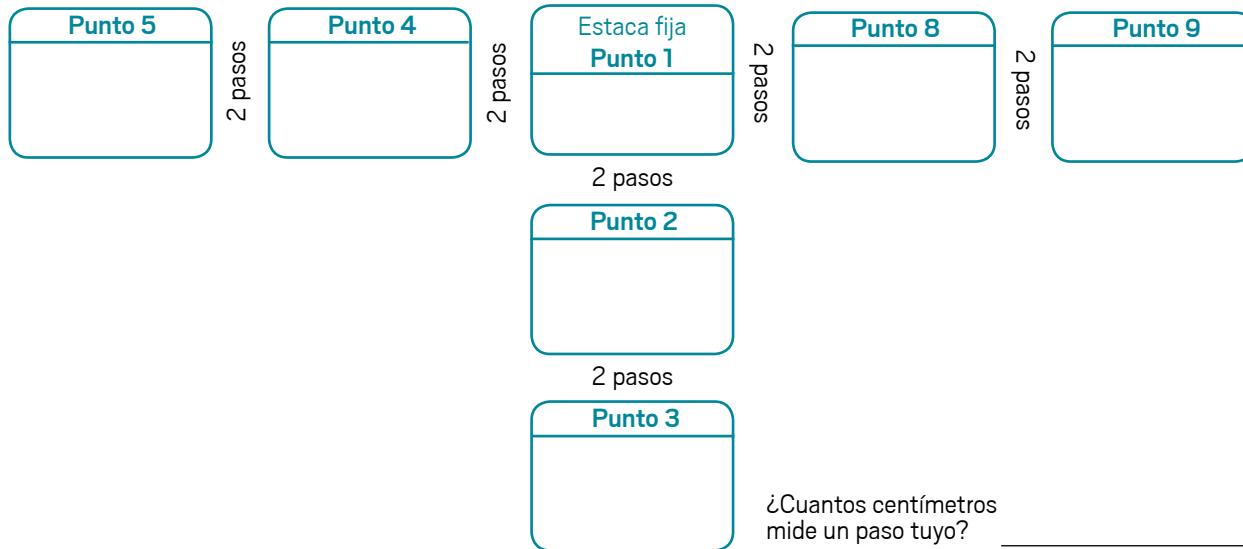 Punto 5
2 pasos
Punto 4
2 pasos
Estaca fija
Punto 1
2 pasos
Punto 8
2 pasos
Punto 9
2 pasos
Punto 2
2 pasos
Punto 3
¿Cuantos centímetros
mide un paso tuyo?